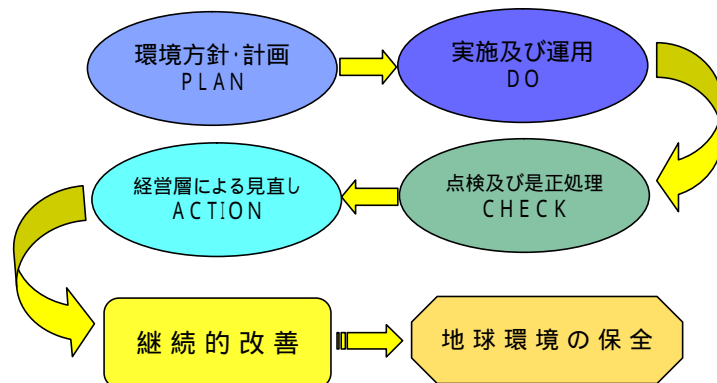 環境方針・計画
PLAN
実施及び運用
DO
経営層による見直し
ACTION
点検及び是正処理
CHECK
継続的改善
地球環境の保全